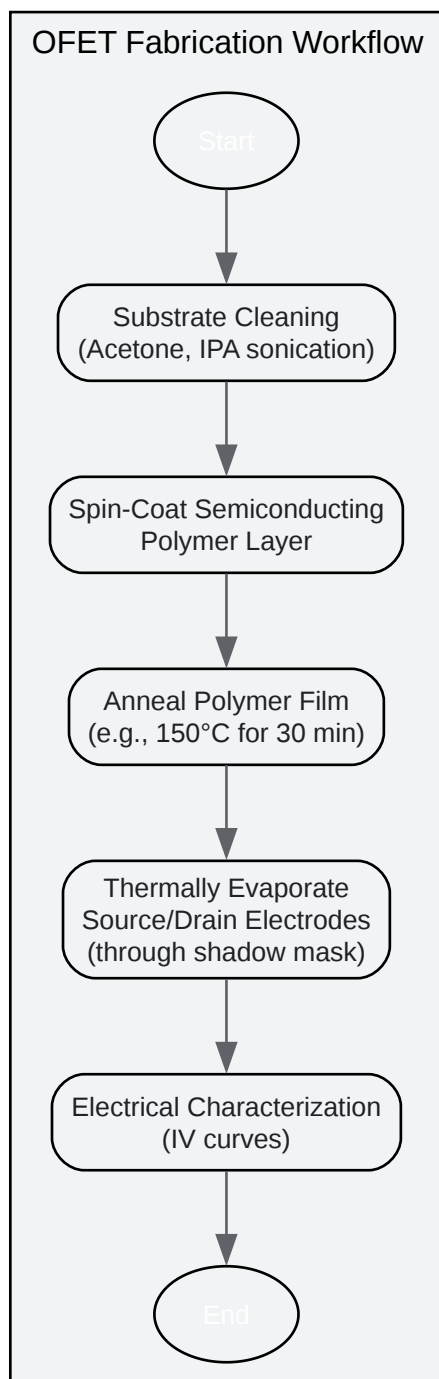 OFET Fabrication Workflow
Start
Substrate Cleaning
(Acetone, IPA sonication)
Spin-Coat Semiconducting
Polymer Layer
Anneal Polymer Film
(e.g., 150°C for 30 min)
Thermally Evaporate
Source/Drain Electrodes
(through shadow mask)
Electrical Characterization
(IV curves)
End